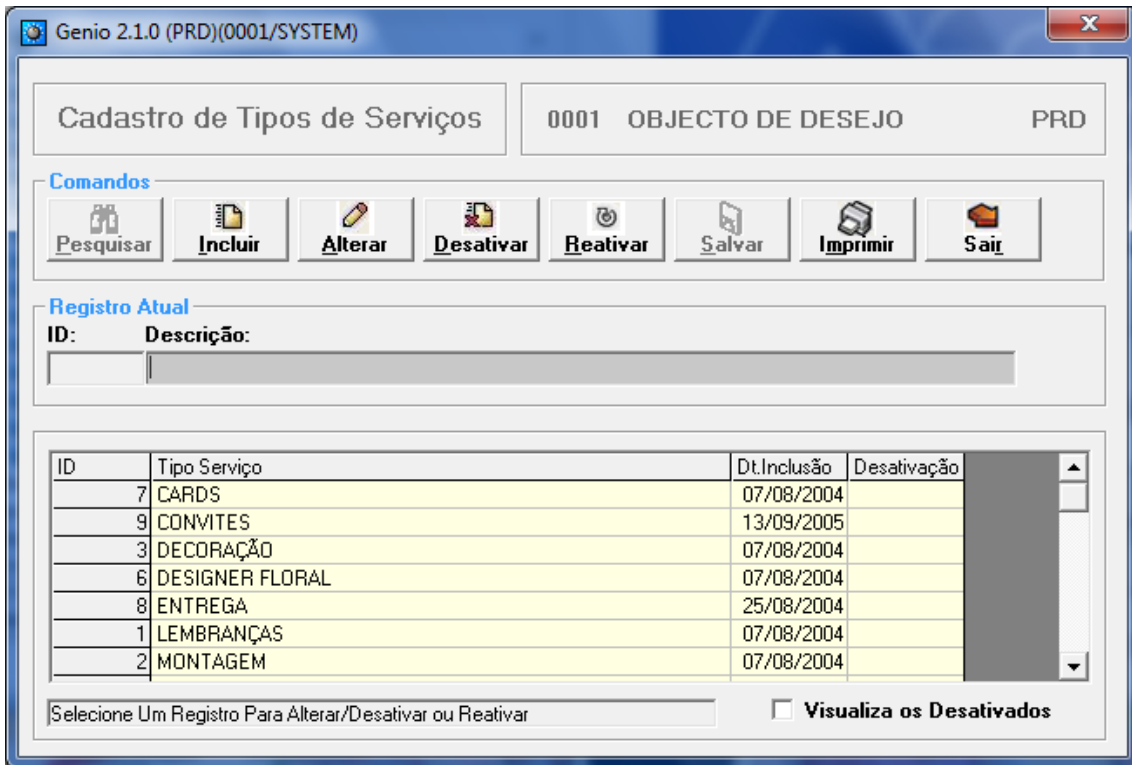 Genio 2.1.0 (PRD)(0001/SYSTEM)
Cadastro de Tipos de Serviços 0001 OBJECTO DE DESEJO PRD
Comandos
Pesquisar Incluir Alterar Desativar Reativar Salvar Imprimir Sair
Registro Atual
ID: Descrição:
ID Tipo Serviço Dt.Inclusão Desativação
7 CARDS 07/08/2004
9 CONVITES 13/09/2005
3 DECORAÇÃO 07/08/2004
6 DESIGNER FLORAL 07/08/2004
8 ENTREGA 25/08/2004
1 LEMBRANÇAS 07/08/2004
2 MONTAGEM 07/08/2004
Selecione Um Registro Para Alterar/Desativar ou Reativar Visualiza os Desativados